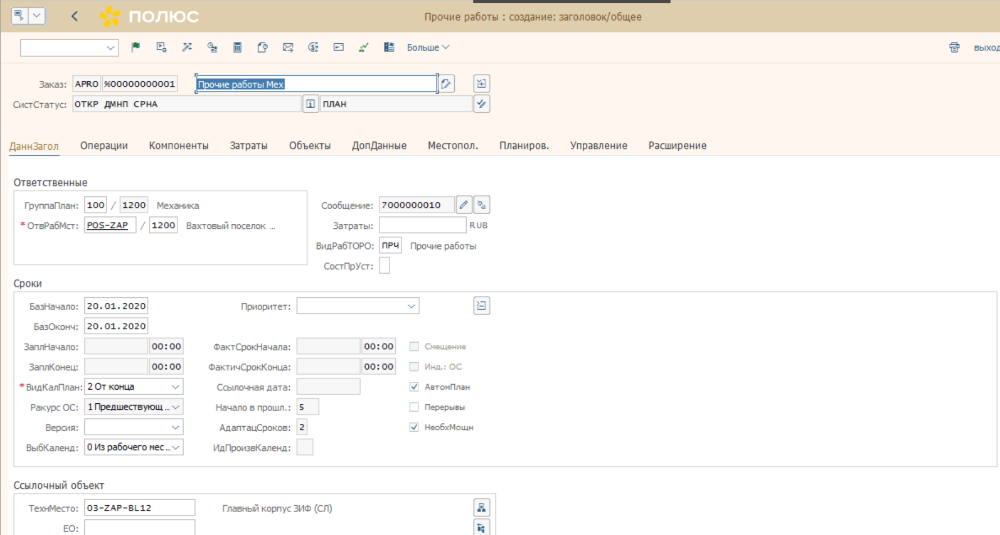 ПОЛЮС
Прочие работы : создание: заголовок/общее
Больше
выход
Заказ: APRO %00000000001 Прочие работы Мех
СистСтатус: ОТКР ДМНП СРНА ПЛАН
ДаннЗагол Операции Компоненты Затраты Объекты ДопДанные Местопол. Планиров. Управление Расширение
Ответственные
ГруппаПлан: 100 / 1200 Механика Сообщение: 7000000010
* ОтвРабМст: POS-ZAP / 1200 Вахтовый поселок ... Затраты: RUB
ВидРабТОРО: ПРЧ Прочие работы
СостПрУст:
Сроки
БазНачало: 20.01.2020 Приоритет:
БазОконч: 20.01.2020
ЗаплНачало: 00:00 ФактСрокНачала: 00:00 Смещение
ЗаплКонец: 00:00 ФактичСрокКонца: 00:00 Инд.: ОС
* ВидКалПлан: 2 От конца Ссылочная дата: АвтомПлан
Ракурс ОС: 1 Предшествующ ... Начало в прошл.: 5 Перерывы
Версия: АдаптацСроков: 2 НеобхМощн
ВыбКаленд: 0 Из рабочего мес ... ИдПроизвКаленд:
Ссылочный объект
ТехнМесто: 03-ZAP-BL12 Главный корпус ЗИФ (СЛ)
ЕО: